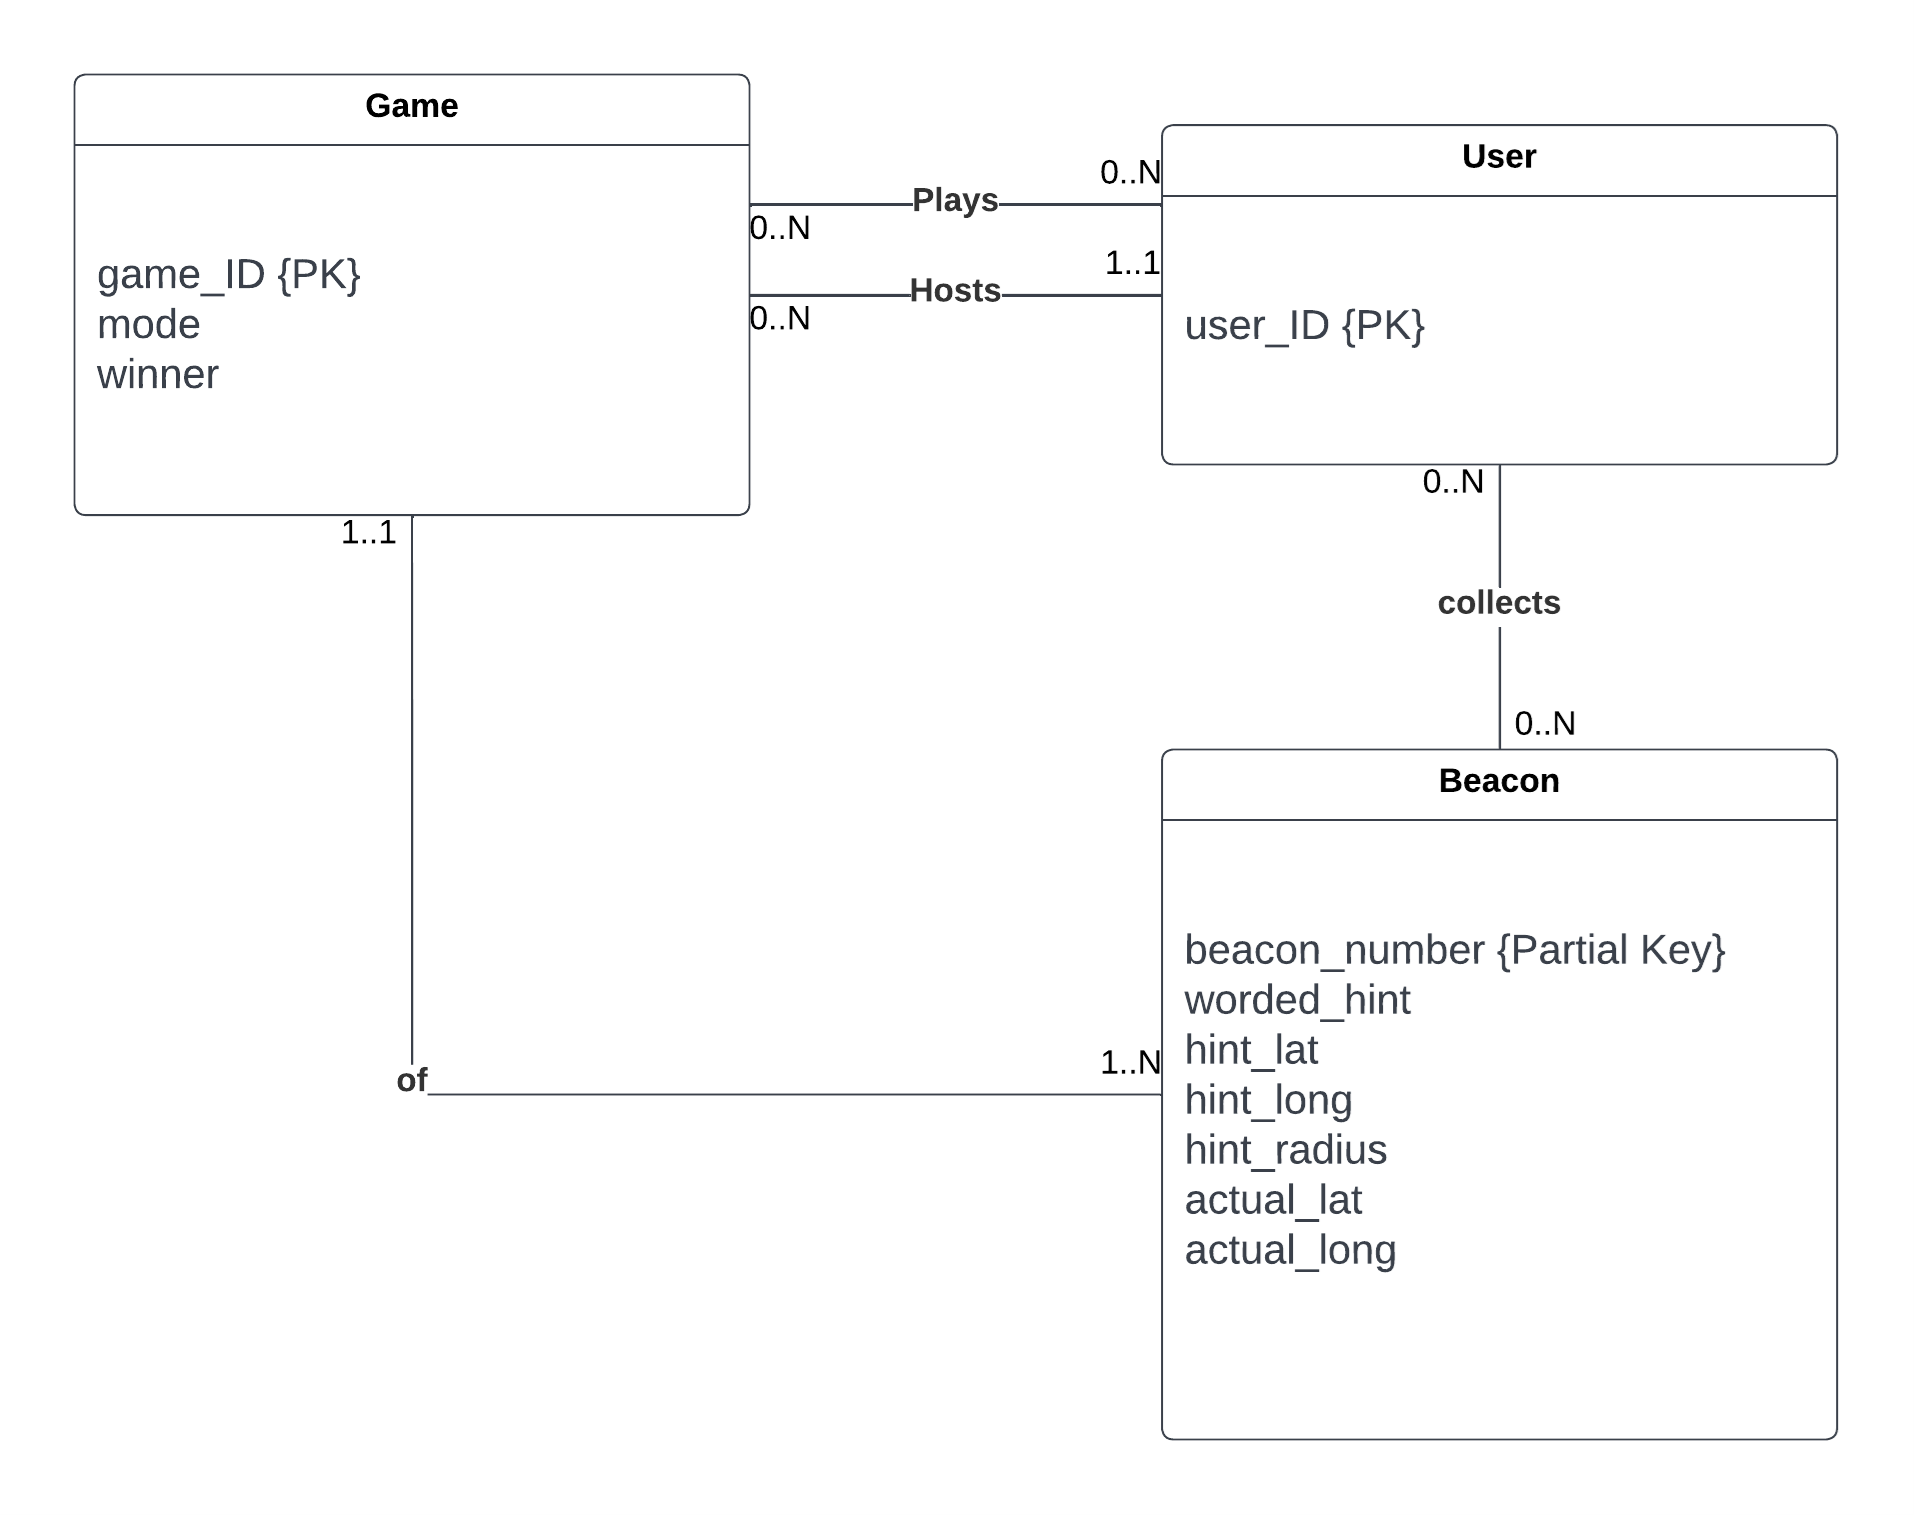 Game
game_ID {PK}
mode
winner
0..N
Plays
0..N
1..1
Hosts
0..N
User
user_ID {PK}
0..N
collects
0..N
1..1
of
1..N
Beacon
beacon_number {Partial Key}
worded_hint
hint_lat
hint_long
hint_radius
actual_lat
actual_long